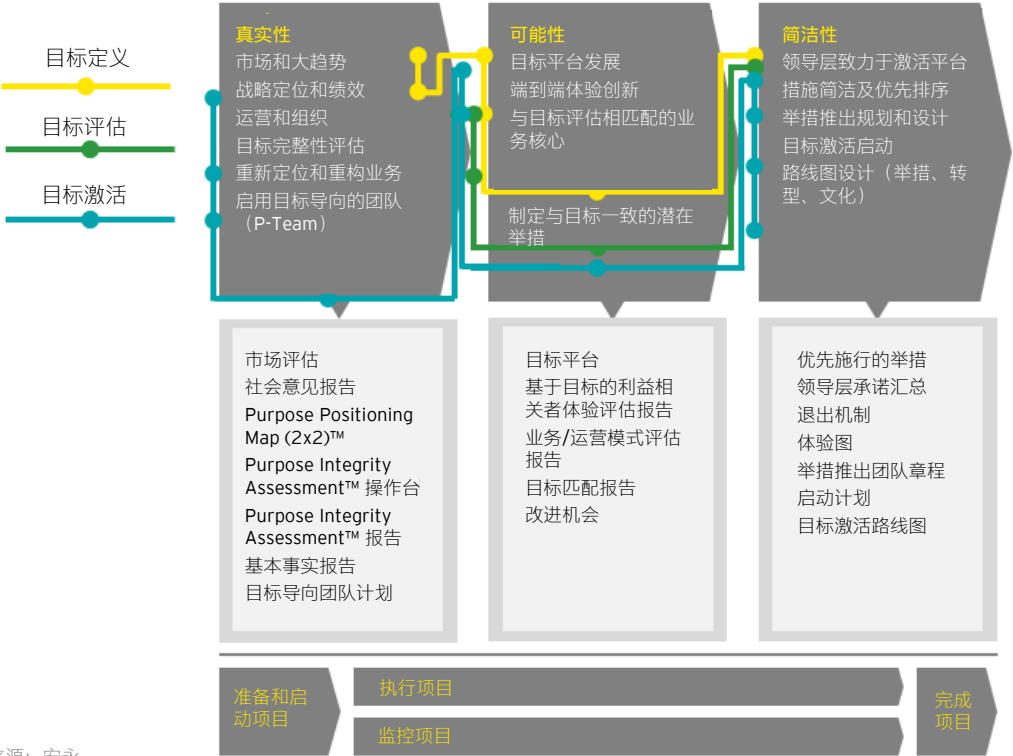 目标定义
目标评估
目标激活
真实性
市场和大趋势
战略定位和绩效
运营和组织
目标完整性评估
重新定位和重构业务
启用目标导向的团队
（P-Team）
可能性
目标平台发展
端到端体验创新
与目标评估相匹配的业
务核心
制定与目标一致的潜在
举措
简洁性
领导层致力于激活平台
措施简洁及优先排序
举措推出规划和设计
目标激活启动
路线图设计（举措、转
型、文化）
市场评估
社会意见报告
Purpose Positioning
Map (2x2)™
Purpose Integrity
Assessment™ 操作台
Purpose Integrity
Assessment™ 报告
基本事实报告
目标导向团队计划
目标平台
基于目标的利益相
关者体验评估报告
业务/运营模式评估
报告
目标匹配报告
改进机会
优先施行的举措
领导层承诺汇总
退出机制
体验图
举措推出团队章程
启动计划
目标激活路线图
准备和启
动项目
执行项目
监控项目
完成
项目